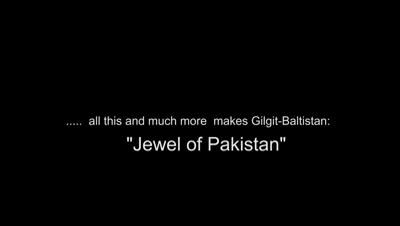 ..... all this and much more makes Gilgit-Baltistan:
"Jewel of Pakistan"